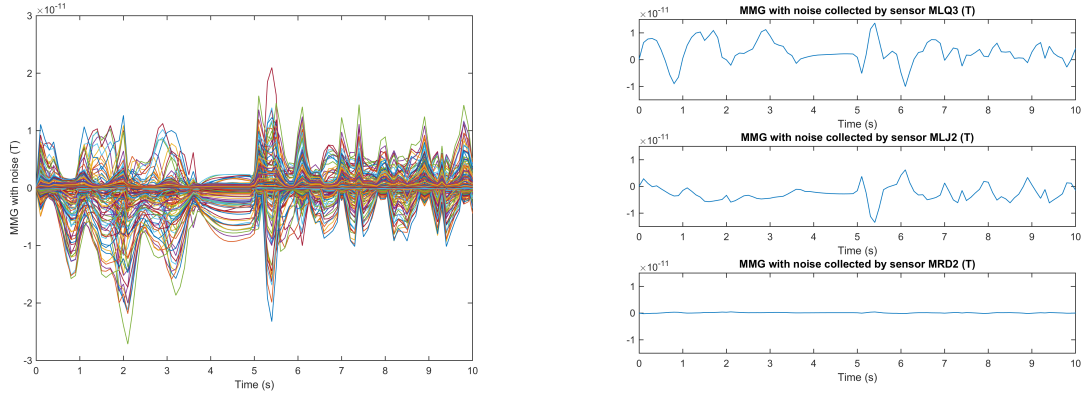 ×10⁻¹¹
3
2
1
0
-1
-2
-3
MMG with noise (T)
0 1 2 3 4 5 6 7 8 9 10
Time (s)
MMG with noise collected by sensor MLQ3 (T)
×10⁻¹¹
1
0
-1
0 1 2 3 4 5 6 7 8 9 10
Time (s)
MMG with noise collected by sensor MLJ2 (T)
×10⁻¹¹
1
0
-1
0 1 2 3 4 5 6 7 8 9 10
Time (s)
MMG with noise collected by sensor MRD2 (T)
×10⁻¹¹
1
0
-1
0 1 2 3 4 5 6 7 8 9 10
Time (s)